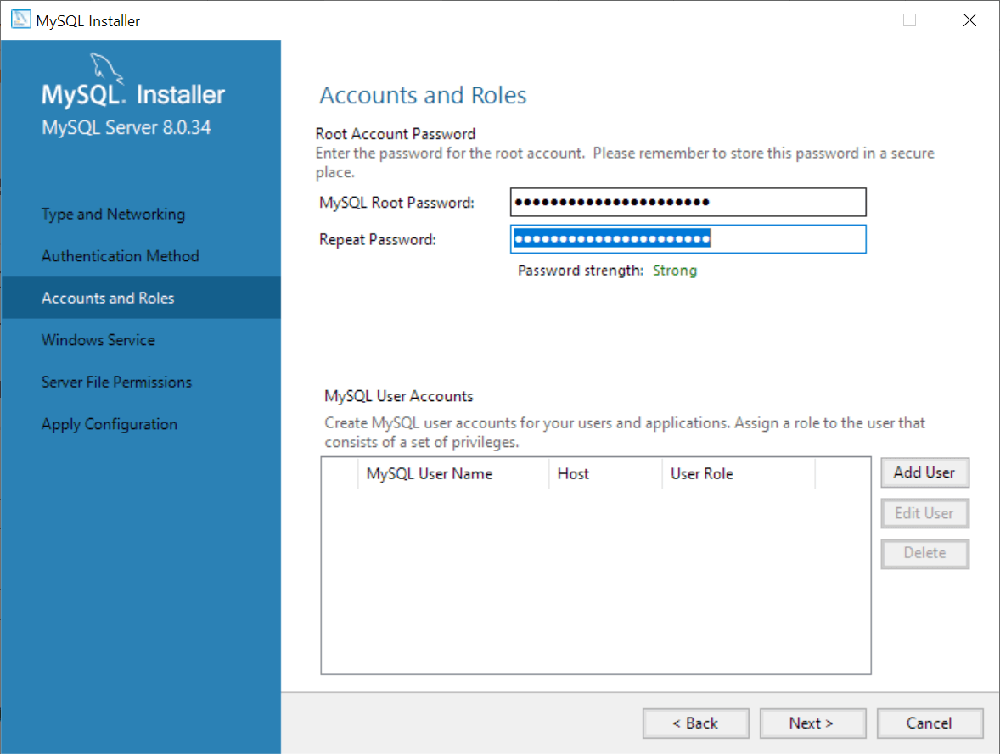 MySQL Installer
MySQL. Installer
MySQL Server 8.0.34
Type and Networking
Authentication Method
Accounts and Roles
Windows Service
Server File Permissions
Apply Configuration
Accounts and Roles
Root Account Password
Enter the password for the root account.  Please remember to store this password in a secure
place.
MySQL Root Password: ●●●●●●●●●●●●●●●●●●●●●●
Repeat Password: ●●●●●●●●●●●●●●●●●●●●●●
Password strength: Strong
MySQL User Accounts
Create MySQL user accounts for your users and applications. Assign a role to the user that
consists of a set of privileges.
MySQL User Name Host User Role
Add User
Edit User
Delete
< Back Next > Cancel